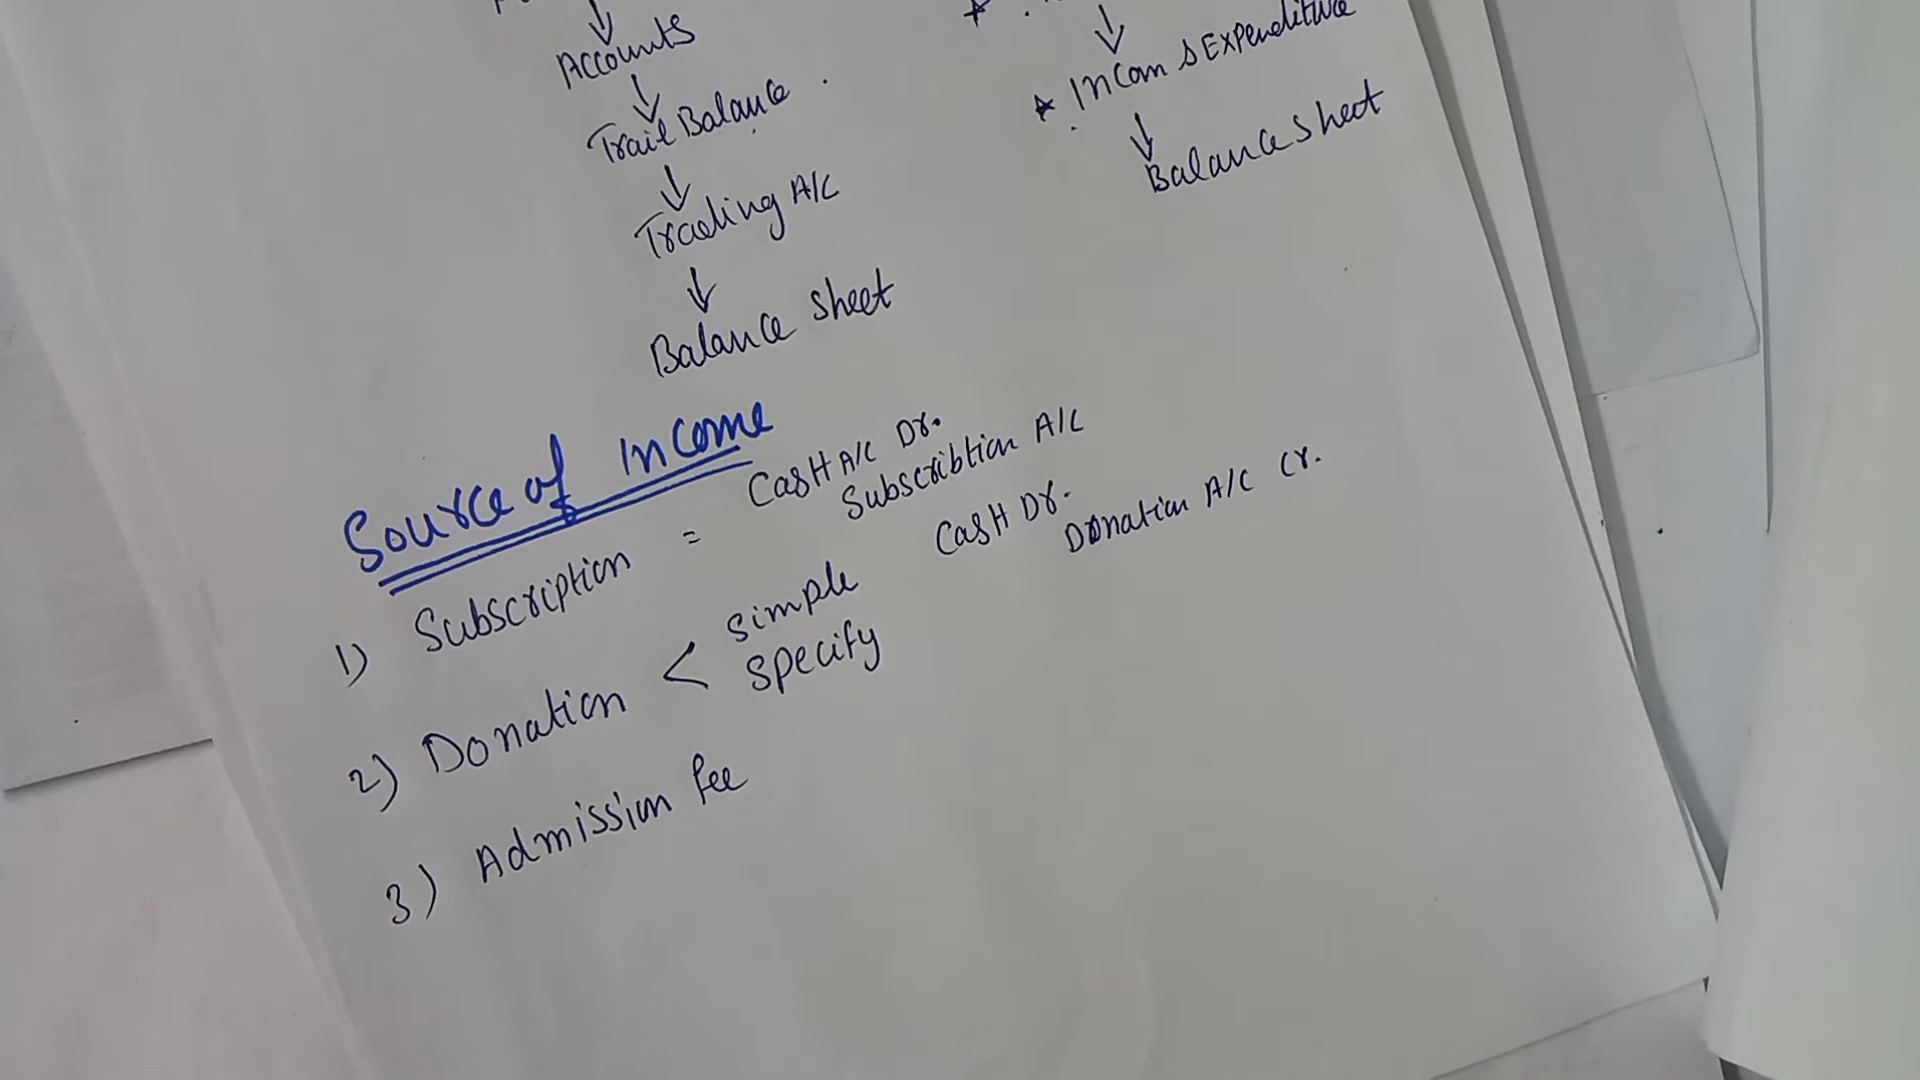 Accounts
↓
Trail Balance
↓
Trading A/C
↓
Balance sheet
↓
* Incom & Expenditure
↓
Balance sheet
Source of Income
1) Subscription = Cash A/C Dr.
Subscribtion A/C
2) Donation < simple
specify
Cash Dr.
Donation A/C Cr.
3) Admission fee